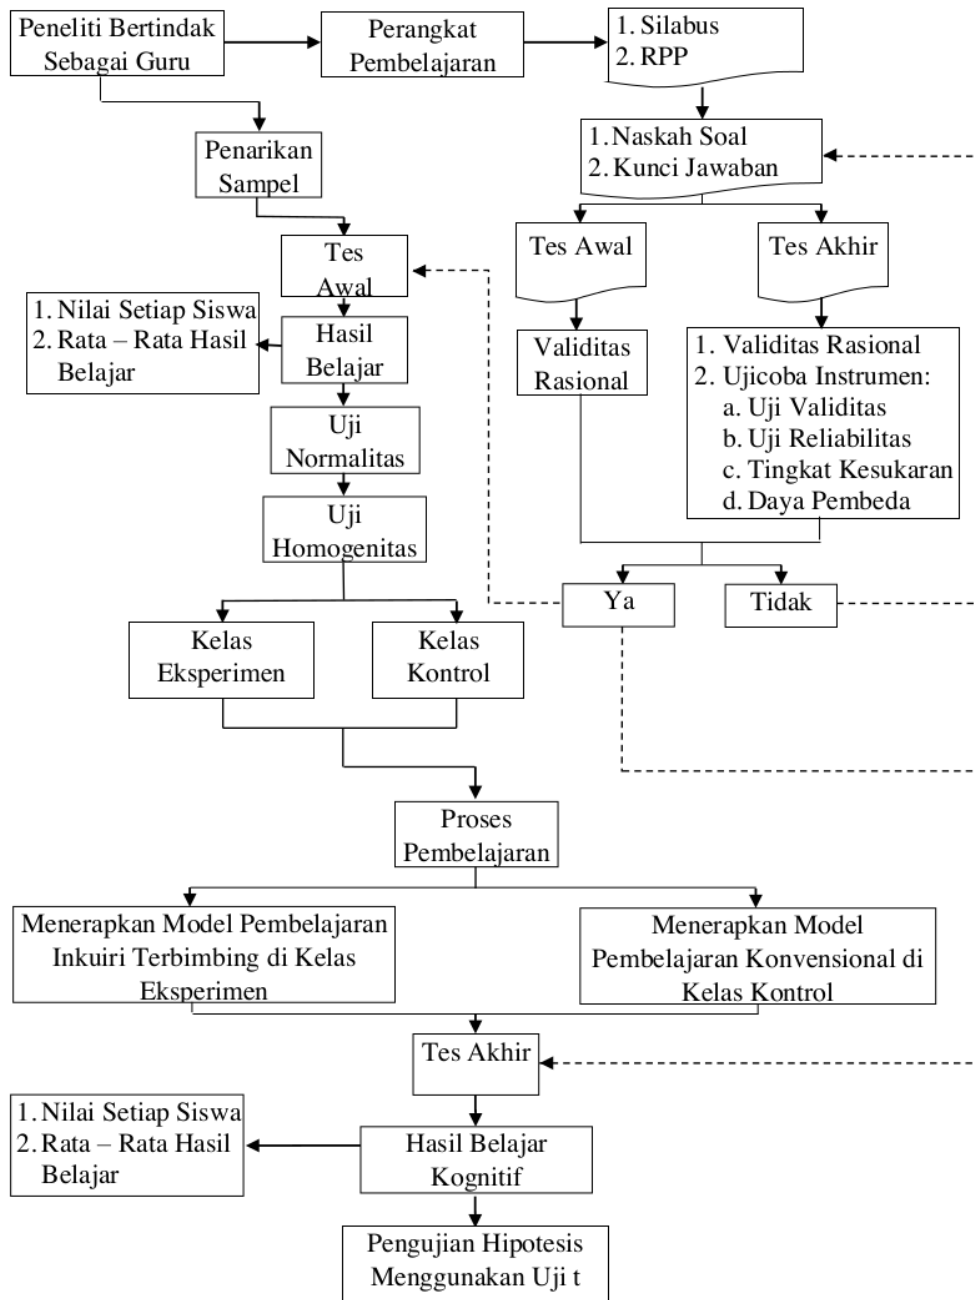 Peneliti Bertindak
Sebagai Guru
Perangkat
Pembelajaran
1. Silabus
2. RPP
Penarikan
Sampel
1. Naskah Soal
2. Kunci Jawaban
Tes
Awal
Tes Awal
Tes Akhir
1. Nilai Setiap Siswa
2. Rata – Rata Hasil
Belajar
Hasil
Belajar
Validitas
Rasional
1. Validitas Rasional
2. Ujicoba Instrumen:
a. Uji Validitas
b. Uji Reliabilitas
c. Tingkat Kesukaran
d. Daya Pembeda
Uji
Normalitas
Uji
Homogenitas
Ya
Tidak
Kelas
Eksperimen
Kelas
Kontrol
Proses
Pembelajaran
Menerapkan Model Pembelajaran
Inkuiri Terbimbing di Kelas
Eksperimen
Menerapkan Model
Pembelajaran Konvensional di
Kelas Kontrol
Tes Akhir
1. Nilai Setiap Siswa
2. Rata – Rata Hasil
Belajar
Hasil Belajar
Kognitif
Pengujian Hipotesis
Menggunakan Uji t